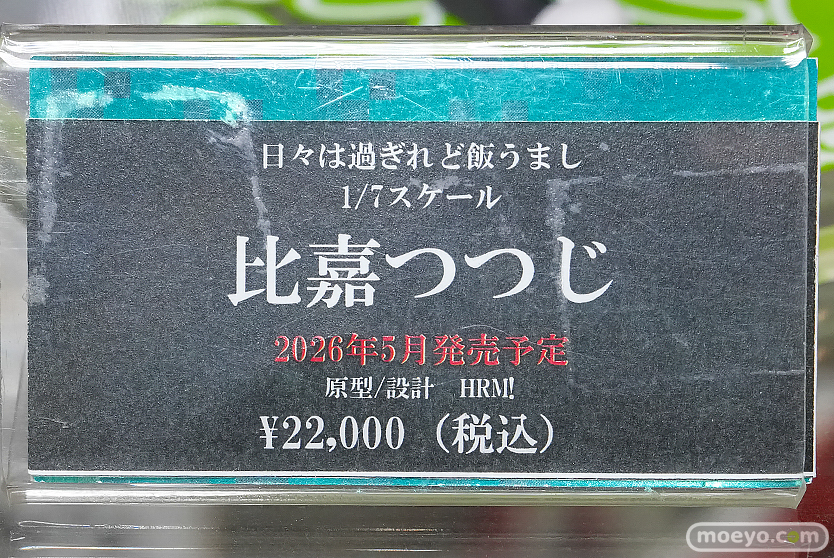 日々は過ぎれど飯うまし
1/7スケール
比嘉つつじ
2026年5月発売予定
原型/設計 HRM!
¥22,000（税込）
moeyo.com